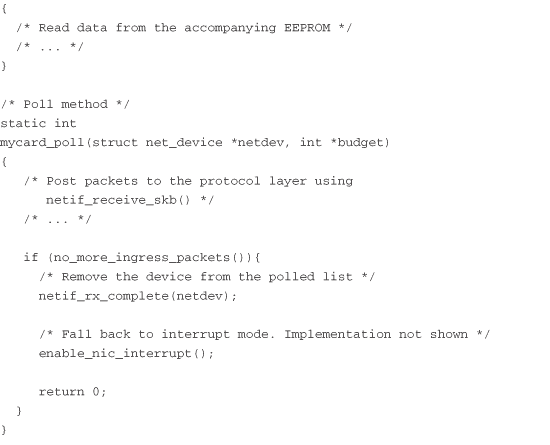 {
  /* Read data from the accompanying EEPROM */
  /* ... */
}

/* Poll method */
static int
mycard_poll(struct net_device *netdev, int *budget)
{
   /* Post packets to the protocol layer using
      netif_receive_skb() */
   /* ... */

   if (no_more_ingress_packets()){
     /* Remove the device from the polled list */
     netif_rx_complete(netdev);

     /* Fall back to interrupt mode. Implementation not shown */
     enable_nic_interrupt();

     return 0;
  }
}